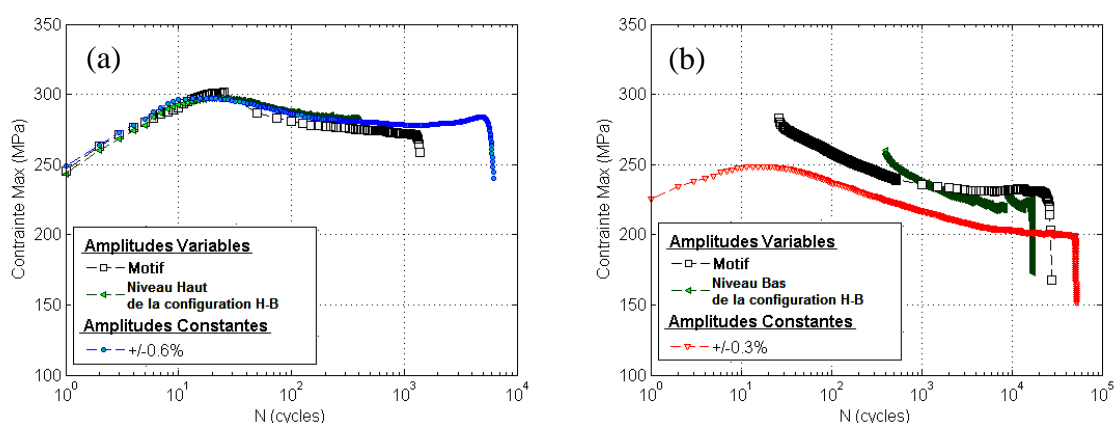 (a)
350
300
250
200
150
100
Contrainte Max (MPa)
Amplitudes Variables
Motif
Niveau Haut
de la configuration H-B
Amplitudes Constantes
+/-0.6%
10^0
10^1
10^2
10^3
10^4
N (cycles)
(b)
350
300
250
200
150
100
Contrainte Max (MPa)
Amplitudes Variables
Motif
Niveau Bas
de la configuration H-B
Amplitudes Constantes
+/-0.3%
10^0
10^1
10^2
10^3
10^4
10^5
N (cycles)